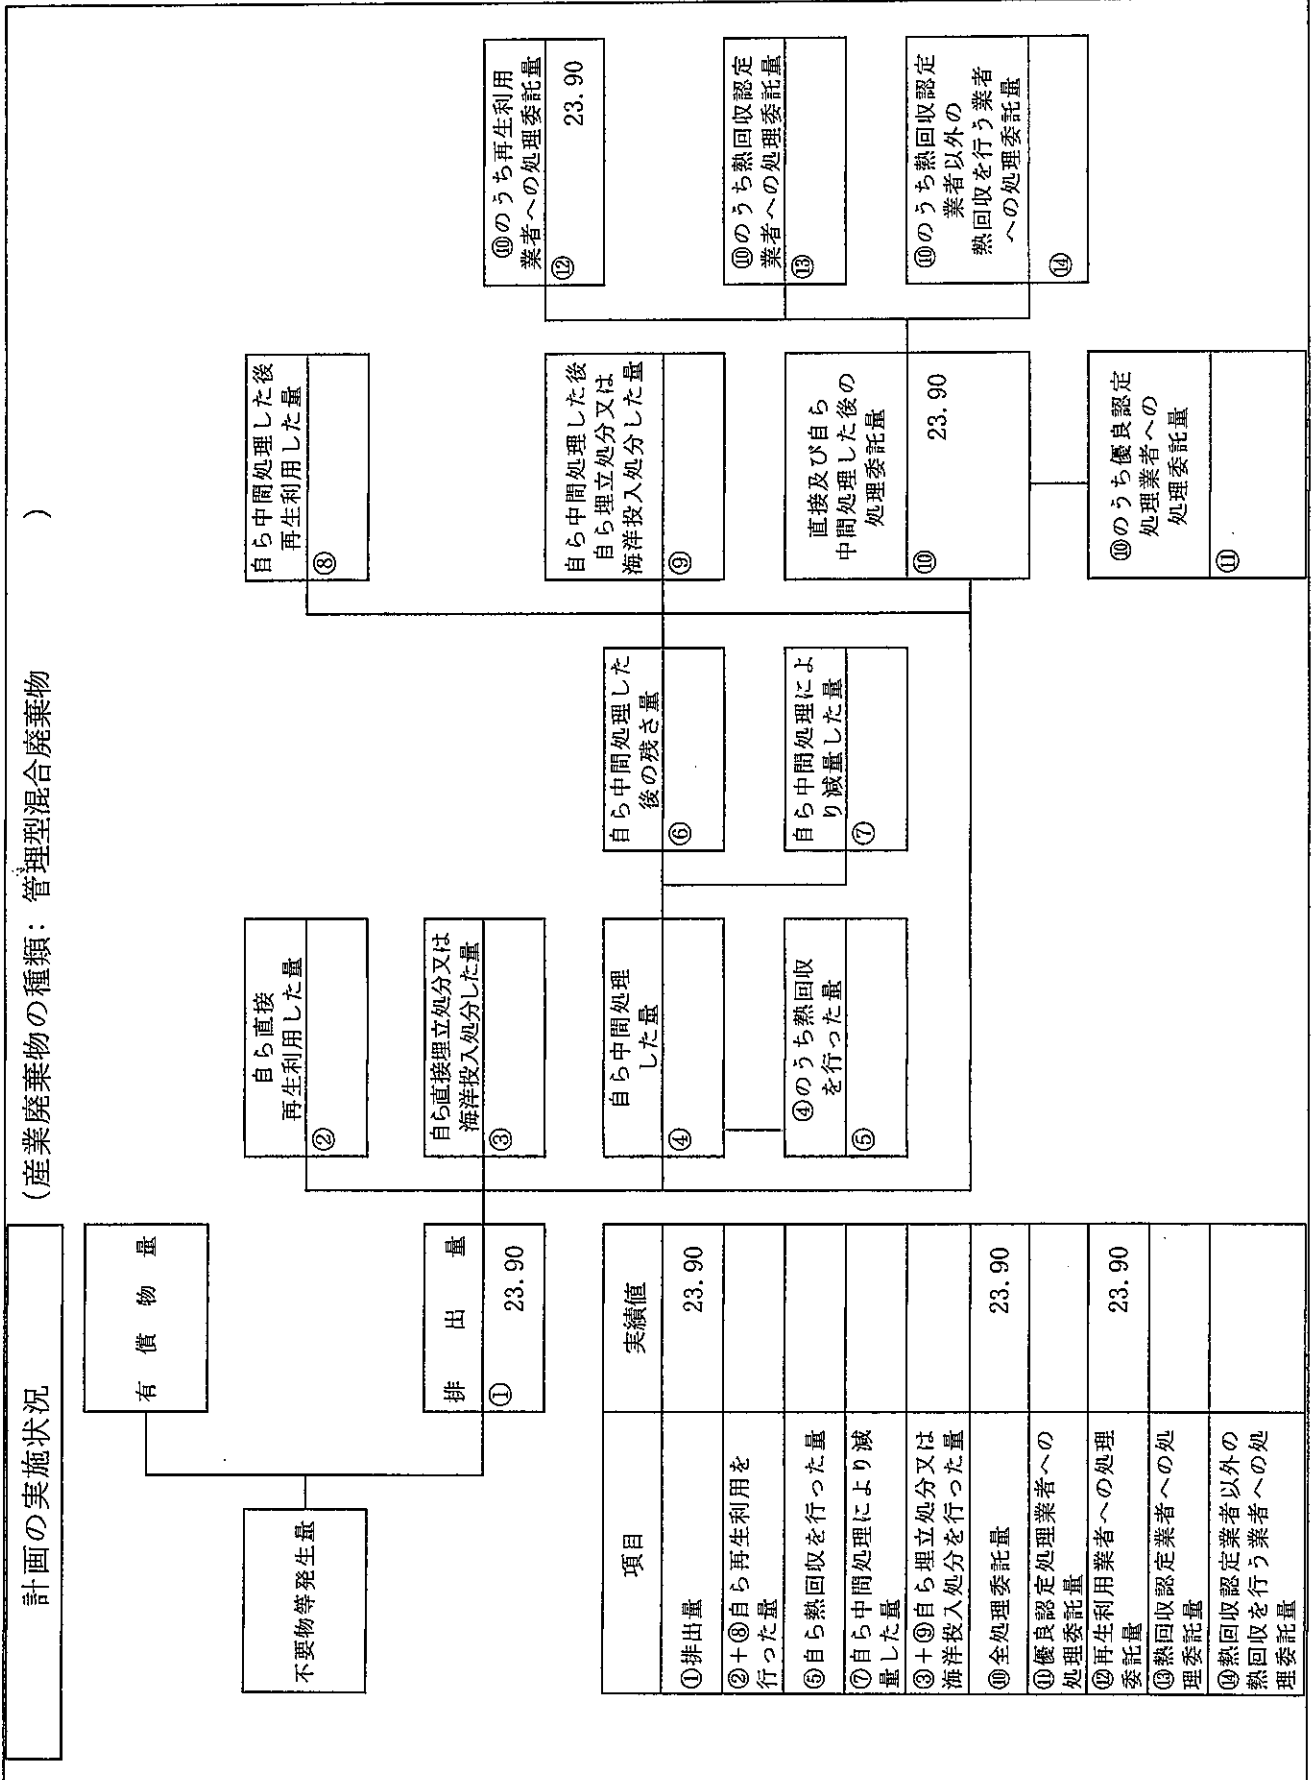 計画の実施状況
(産業廃棄物の種類: 管理型混合廃棄物 )
不要物等発生量
有償物量
排出量
① 23.90
自ら直接
再生利用した量
②
自ら直接埋立処分又は
海洋投入処分した量
③
自ら中間処理
した量
④
④のうち熱回収
を行った量
⑤
自ら中間処理した
後の残さ量
⑥
自ら中間処理によ
り減量した量
⑦
自ら中間処理した後
再生利用した量
⑧
自ら中間処理した後
自ら埋立処分又は
海洋投入処分した量
⑨
直接及び自ら
中間処理した後の
処理委託量
⑩ 23.90
⑩のうち優良認定
処理業者への
処理委託量
⑪
⑩のうち再生利用
業者への処理委託量
⑫ 23.90
⑩のうち熱回収認定
業者への処理委託量
⑬
⑩のうち熱回収認定
業者以外の
熱回収を行う業者
への処理委託量
⑭
項目 実績値
①排出量 23.90
②+⑧自ら再生利用を
行った量
⑤自ら熱回収を行った量
⑦自ら中間処理により減
量した量
③+⑨自ら埋立処分又は
海洋投入処分を行った量
⑩全処理委託量 23.90
⑪優良認定処理業者への
処理委託量
⑫再生利用業者への処理
委託量 23.90
⑬熱回収認定業者への処
理委託量
⑭熱回収認定業者以外の
熱回収を行う業者への処
理委託量